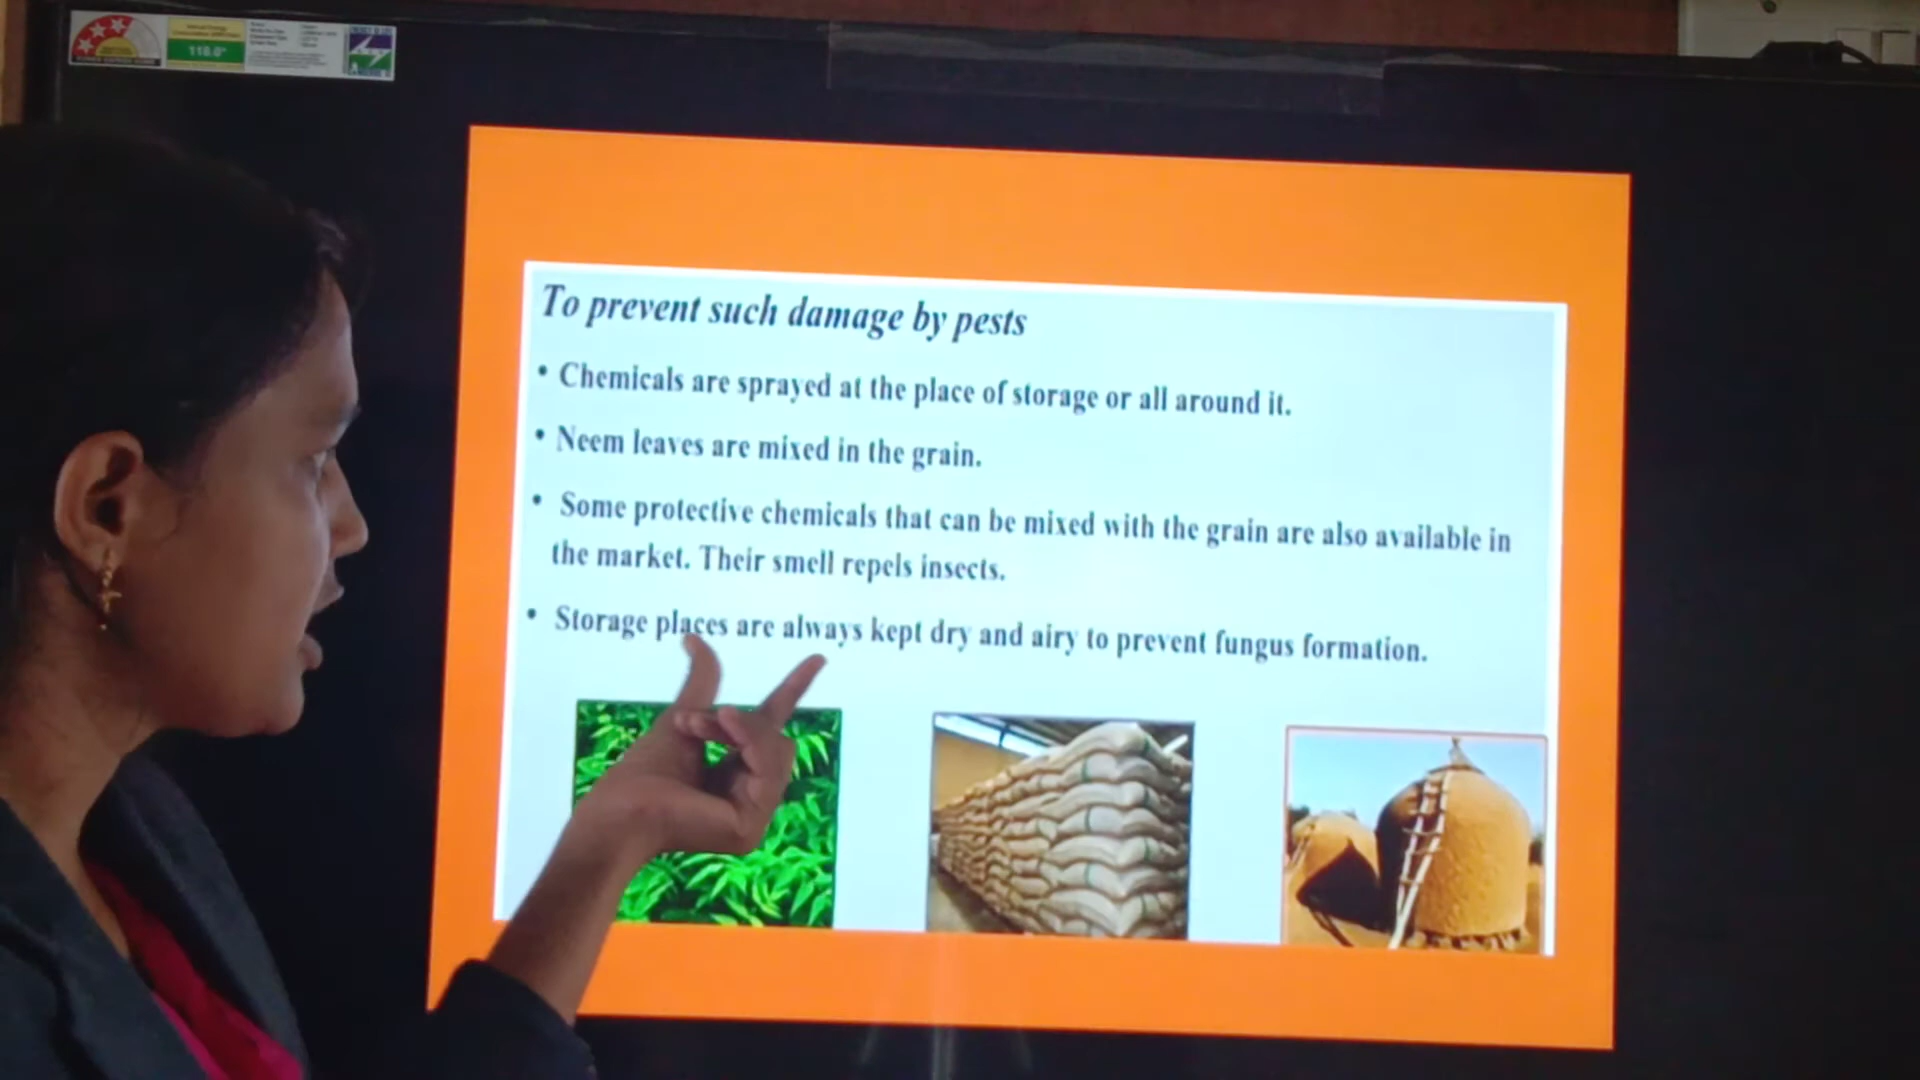 118.0*
To prevent such damage by pests
• Chemicals are sprayed at the place of storage or all around it.
• Neem leaves are mixed in the grain.
• Some protective chemicals that can be mixed with the grain are also available in
the market. Their smell repels insects.
• Storage places are always kept dry and airy to prevent fungus formation.